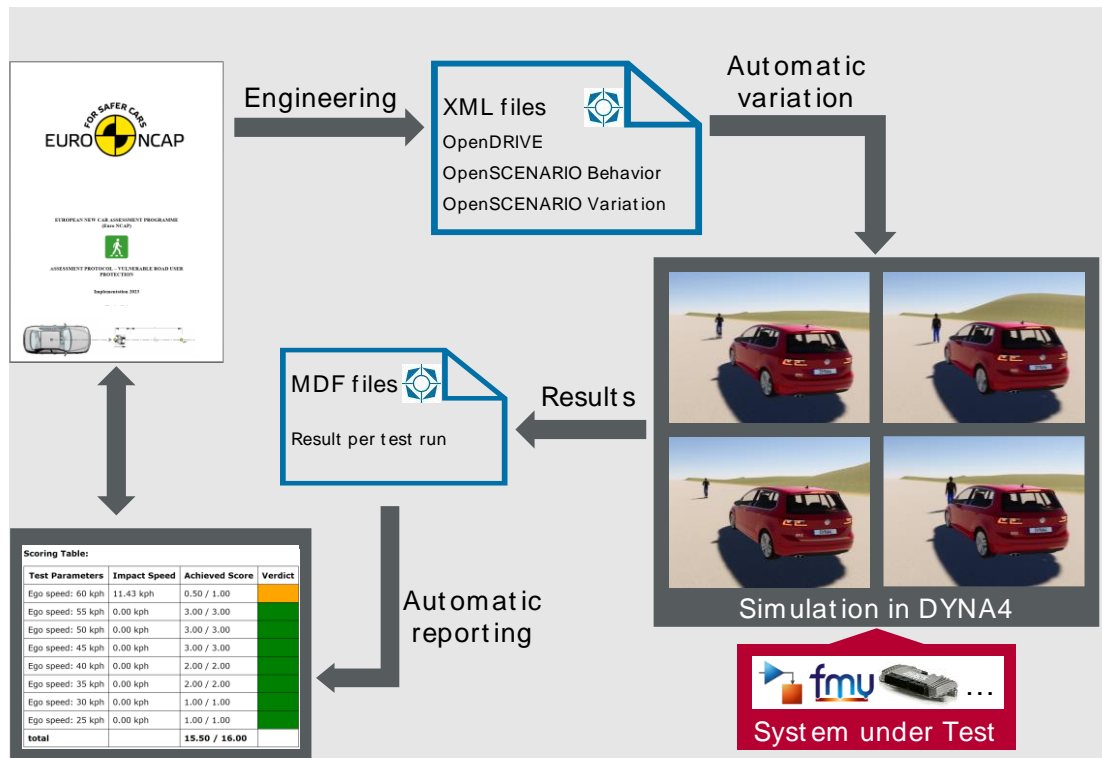 FOR SAFER CARS
EURO NCAP
EUROPEAN NEW CAR ASSESSMENT PROGRAMME
(Euro NCAP)
ASSESSMENT PROTOCOL – VULNERABLE ROAD USER
PROTECTION
Implementation 2023
Engineering
XML files
OpenDRIVE
OpenSCENARIO Behavior
OpenSCENARIO Variation
Automatic
variation
DYNA4
DYNA4
DYNA4
DYNA4
Simulation in DYNA4
fmu
...
System under Test
Results
MDF files
Result per test run
Automatic
reporting
Scoring Table:
Test Parameters Impact Speed Achieved Score Verdict
Ego speed: 60 kph 11.43 kph 0.50 / 1.00
Ego speed: 55 kph 0.00 kph 3.00 / 3.00
Ego speed: 50 kph 0.00 kph 3.00 / 3.00
Ego speed: 45 kph 0.00 kph 3.00 / 3.00
Ego speed: 40 kph 0.00 kph 2.00 / 2.00
Ego speed: 35 kph 0.00 kph 2.00 / 2.00
Ego speed: 30 kph 0.00 kph 1.00 / 1.00
Ego speed: 25 kph 0.00 kph 1.00 / 1.00
total 15.50 / 16.00